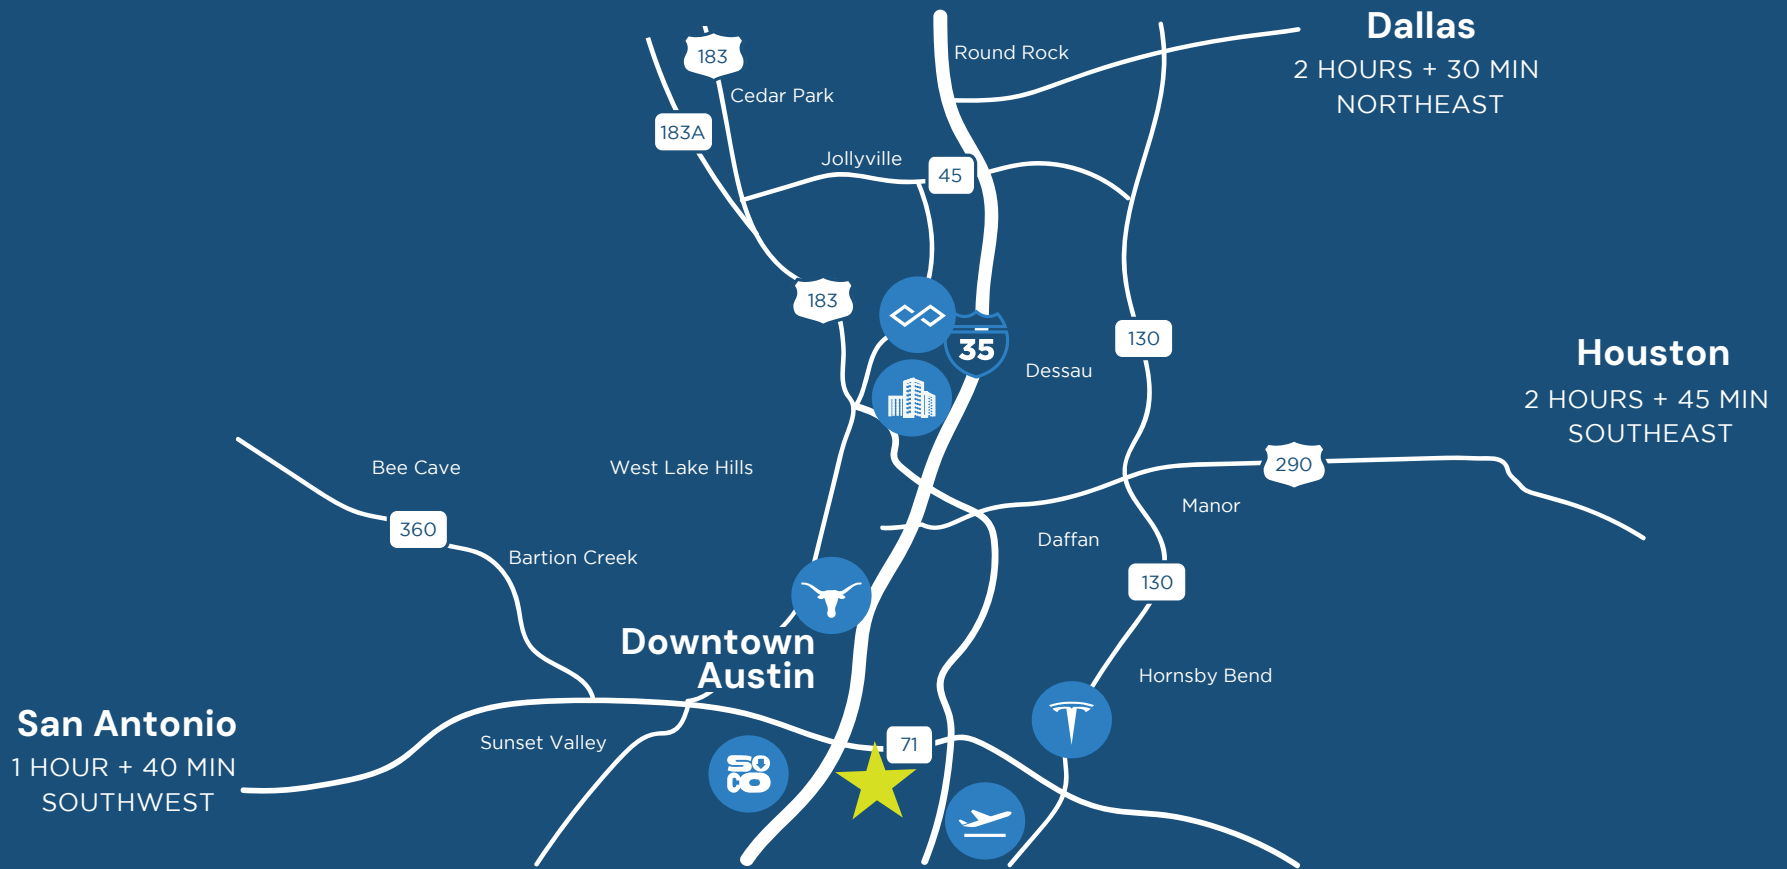 Dallas
2 HOURS + 30 MIN
NORTHEAST
183
Round Rock
Cedar Park
183A
Jollyville
45
183
130
35
Houston
2 HOURS + 45 MIN
SOUTHEAST
Dessau
Bee Cave
West Lake Hills
290
Manor
360
Daffan
Bartion Creek
130
Downtown
Austin
Hornsby Bend
San Antonio
1 HOUR + 40 MIN
SOUTHWEST
Sunset Valley
71
SO
CO